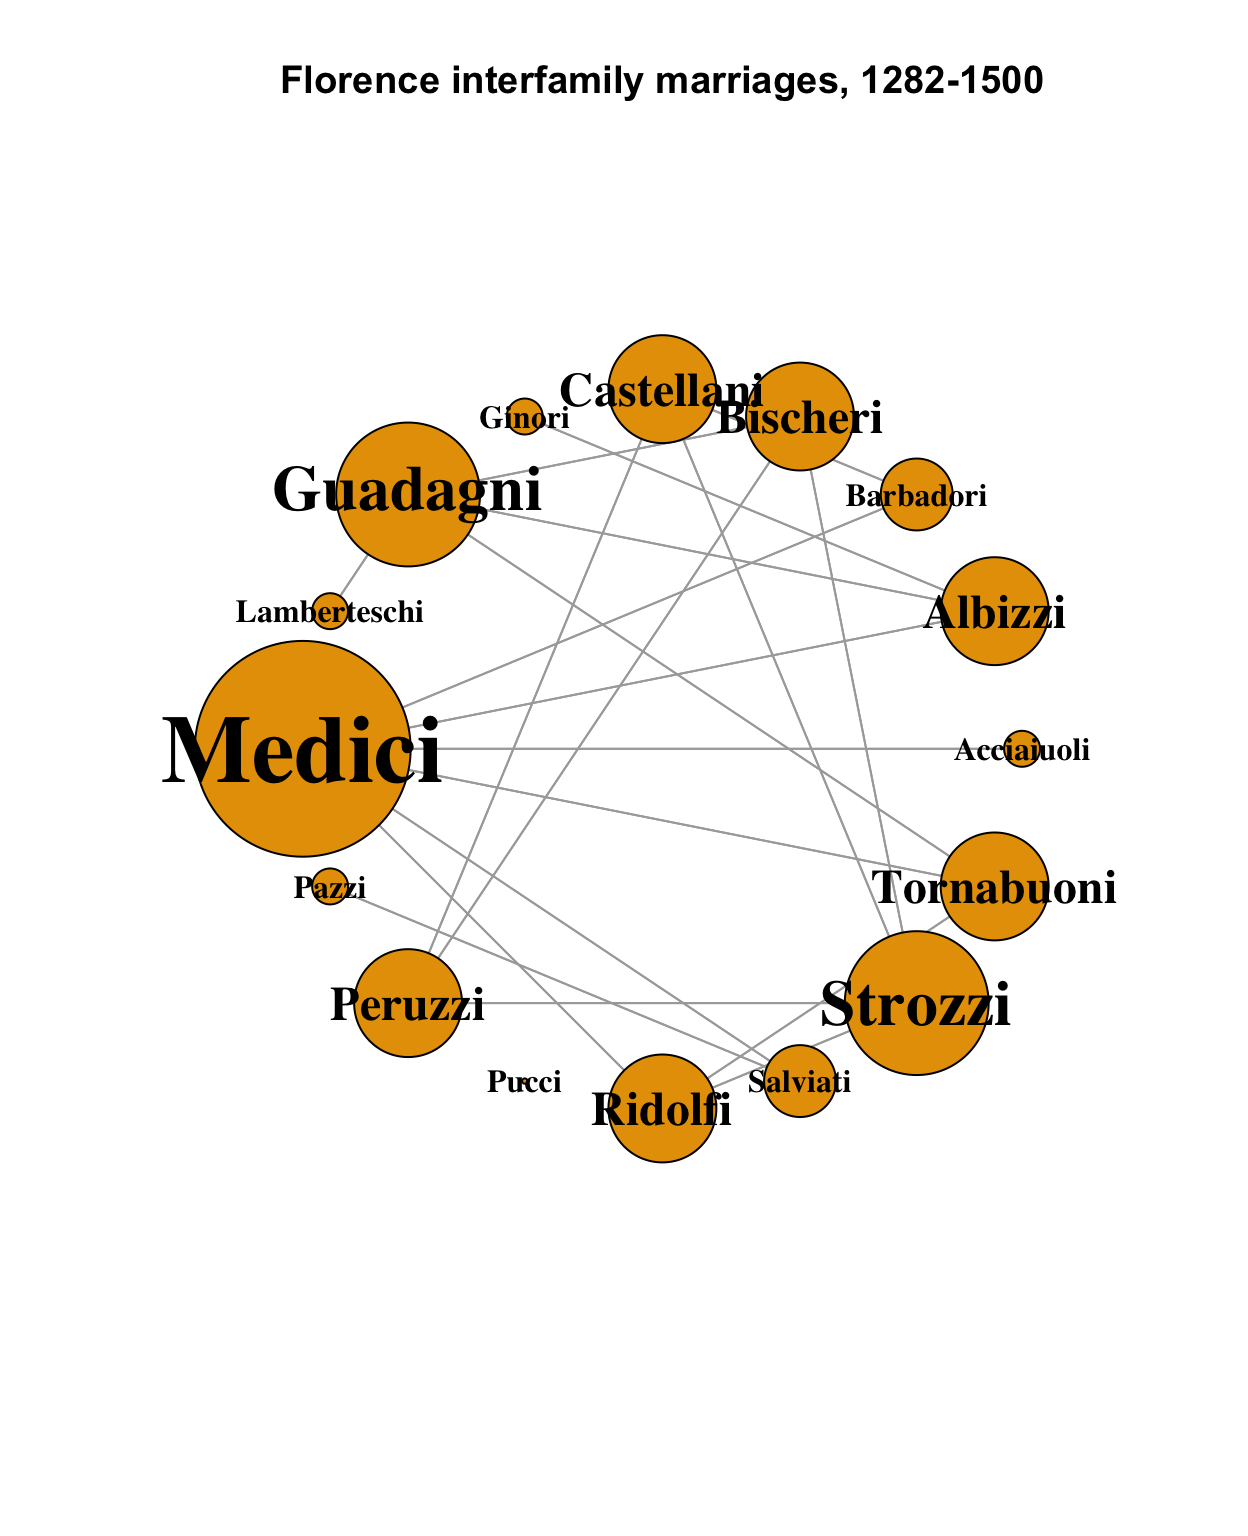 Florence interfamily marriages, 1282-1500
Castellani
Bischeri
Ginori
Guadagni
Barbadori
Lamberteschi
Albizzi
Medici
Acciaiuoli
Pazzi
Tornabuoni
Peruzzi
Strozzi
Pucci
Salviati
Ridolfi